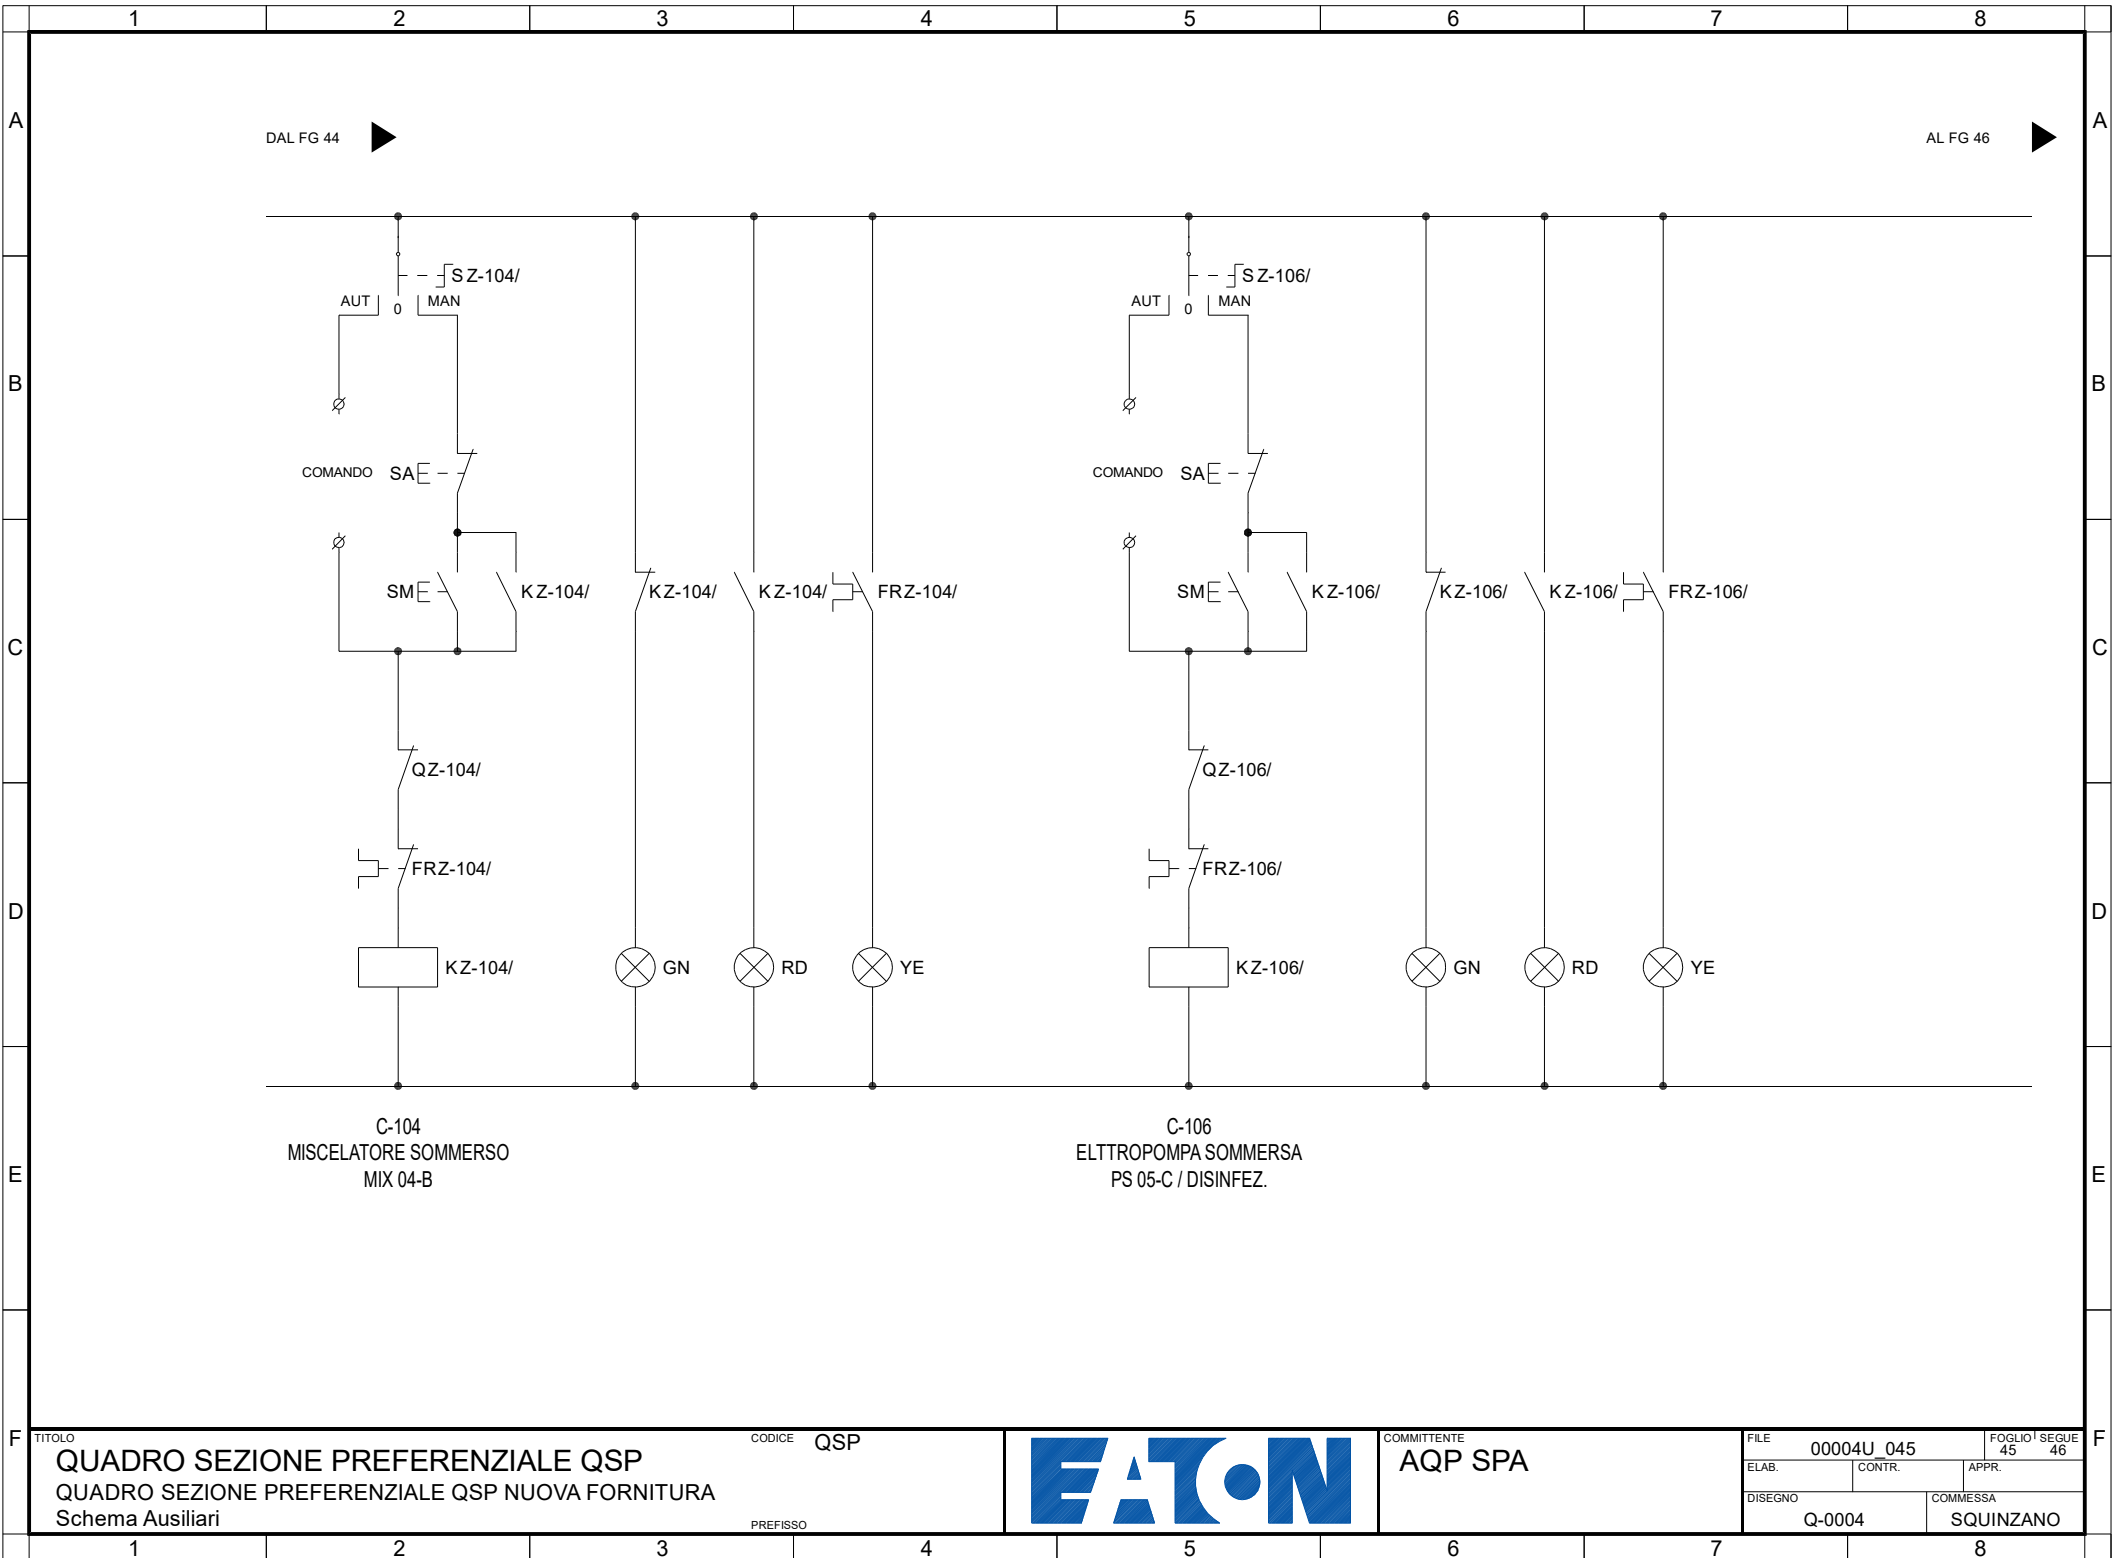 1 2 3 4 5 6 7 8
A A
DAL FG 44 AL FG 46
SZ-104/ SZ-106/
AUT 0 MAN AUT 0 MAN
B B
COMANDO SA COMANDO SA
SM KZ-104/ KZ-104/ KZ-104/ FRZ-104/ SM KZ-106/ KZ-106/ KZ-106/ FRZ-106/
C C
QZ-104/ QZ-106/
FRZ-104/ FRZ-106/
D D
KZ-104/ GN RD YE KZ-106/ GN RD YE
C-104
MISCELATORE SOMMERSO
MIX 04-B
C-106
ELTTROPOMPA SOMMERSA
PS 05-C / DISINFEZ.
E E
F F
TITOLO
QUADRO SEZIONE PREFERENZIALE QSP
QUADRO SEZIONE PREFERENZIALE QSP NUOVA FORNITURA
Schema Ausiliari
CODICE QSP
PREFISSO
EATON
COMMITTENTE
AQP SPA
FILE
00004U_045
FOGLIO SEGUE
45 46
ELAB. CONTR. APPR.
DISEGNO
Q-0004
COMMESSA
SQUINZANO
1 2 3 4 5 6 7 8